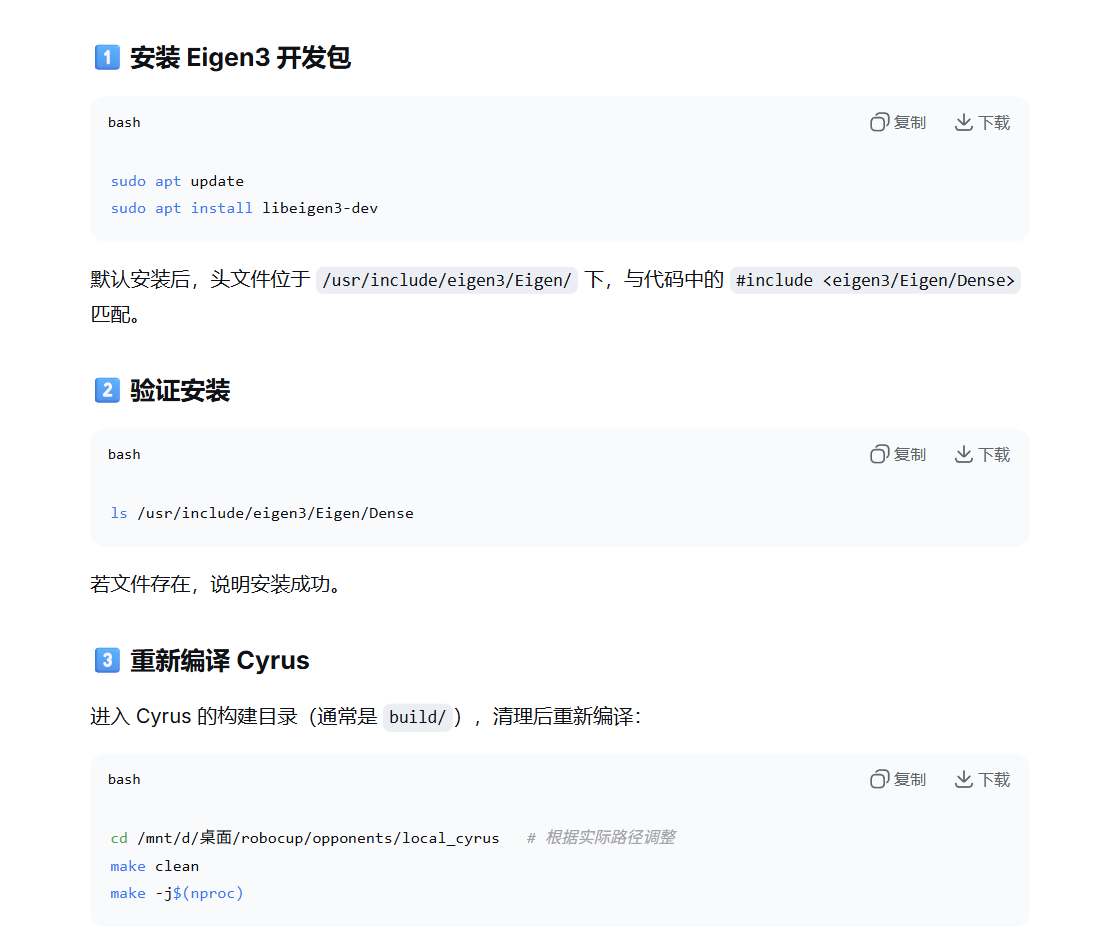 1 安装 Eigen3 开发包
bash
复制 下载
sudo apt update
sudo apt install libeigen3-dev
默认安装后，头文件位于 /usr/include/eigen3/Eigen/ 下，与代码中的 #include <eigen3/Eigen/Dense>
匹配。
2 验证安装
bash
复制 下载
ls /usr/include/eigen3/Eigen/Dense
若文件存在，说明安装成功。
3 重新编译 Cyrus
进入 Cyrus 的构建目录（通常是 build/），清理后重新编译：
bash
复制 下载
cd /mnt/d/桌面/robocup/opponents/local_cyrus # 根据实际路径调整
make clean
make -j$(nproc)